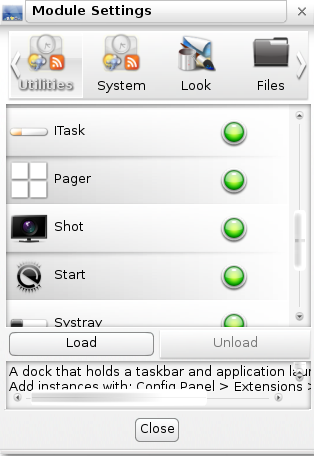 Module Settings
Utilities
System
Look
Files
ITask
Pager
Shot
Start
Systray
Load
Unload
A dock that holds a taskbar and application
Add instances with: Config Panel > Extensions >
Close